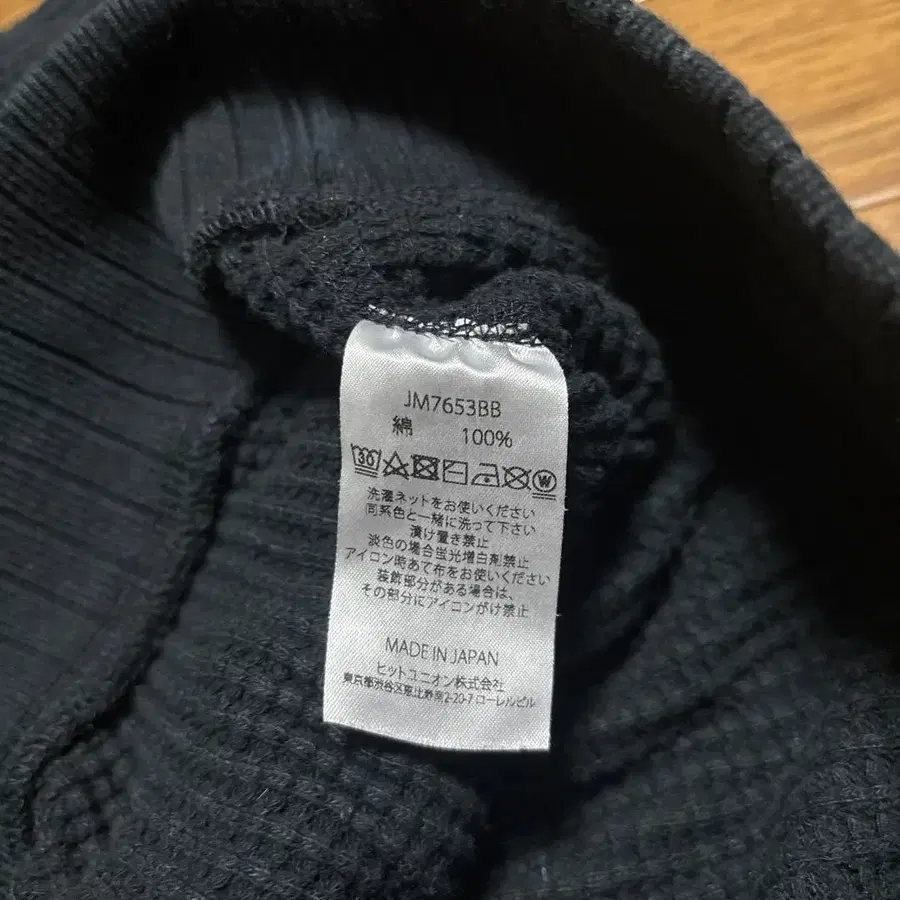 JM7653BB
綿 100%
30 W
洗濯ネットをお使いください
同系色と一緒に洗って下さい
漬け置き禁止
淡色の場合蛍光増白剤禁止
アイロン時あて布をお使いください
装飾部分がある場合は、
その部分にアイロンがけ禁止
MADE IN JAPAN
ヒットユニオン株式会社
東京都渋谷区恵比寿南2-20-7 ローレルビル